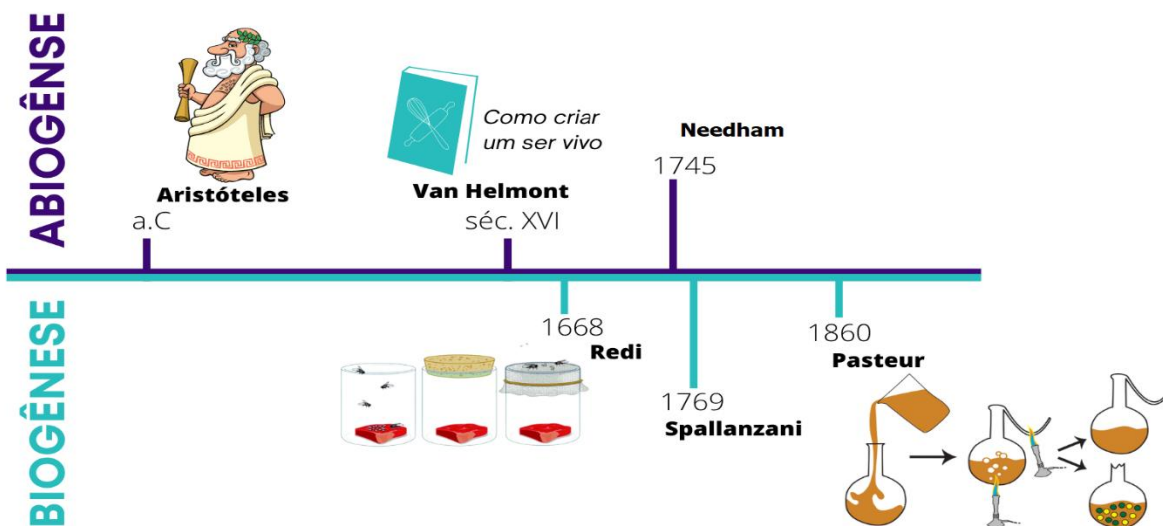 ABIOGÊNSE
Aristóteles
a.C
Como criar
um ser vivo
Van Helmont
séc. XVI
Needham
1745
BIOGÊNESE
1668
Redi
1769
Spallanzani
1860
Pasteur